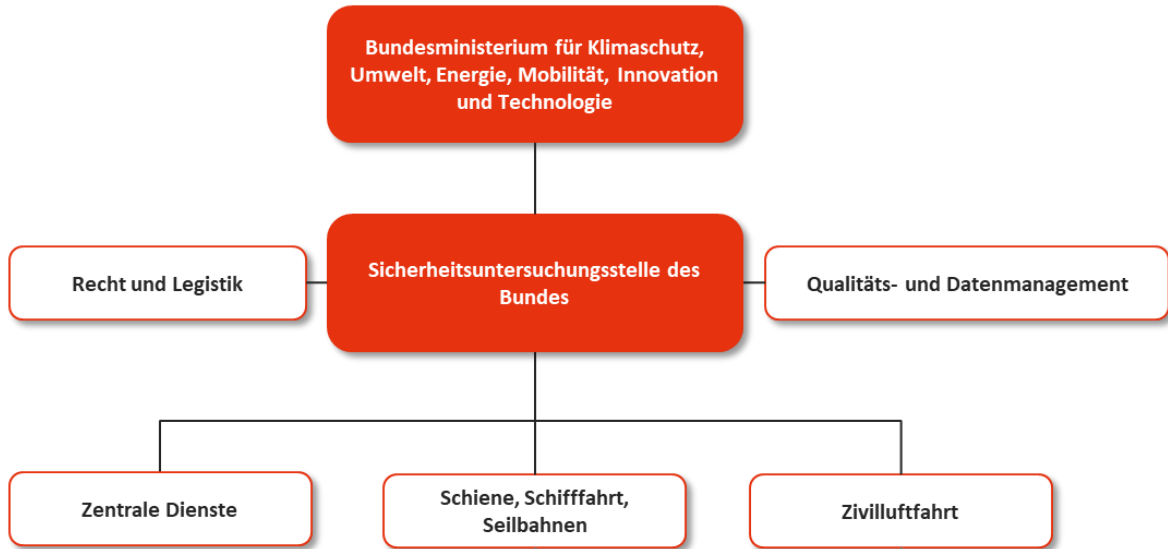 Bundesministerium für Klimaschutz,
Umwelt, Energie, Mobilität, Innovation
und Technologie
Recht und Legistik
Sicherheitsuntersuchungsstelle des
Bundes
Qualitäts- und Datenmanagement
Zentrale Dienste
Schiene, Schifffahrt,
Seilbahnen
Zivilluftfahrt